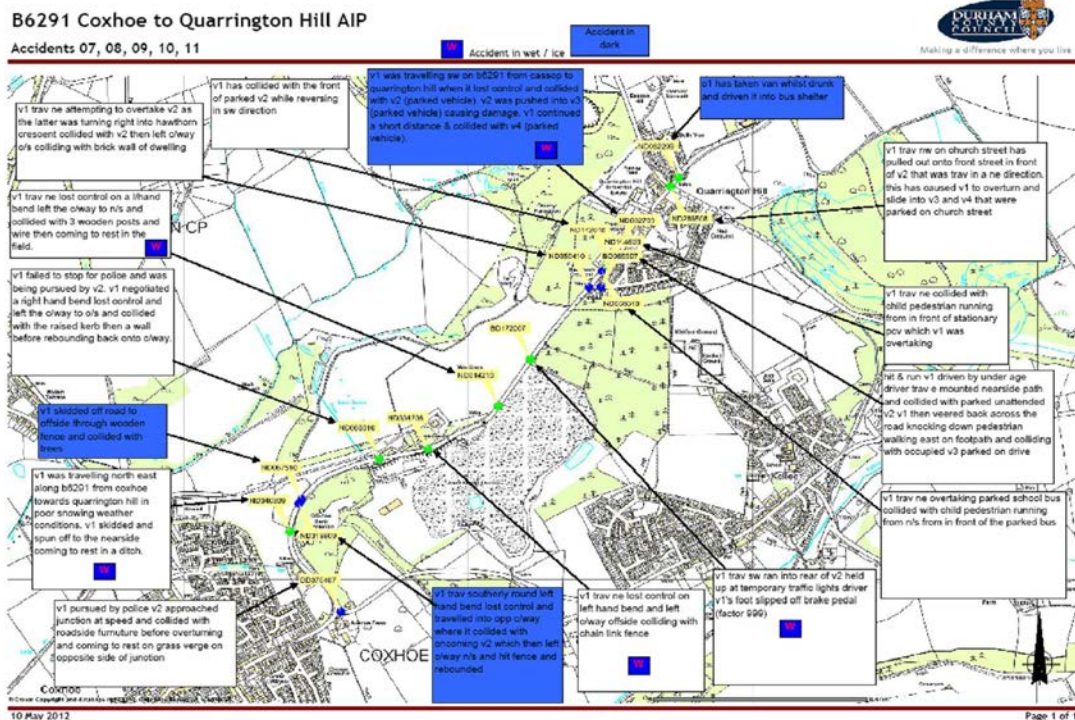 B6291 Coxhoe to Quarrington Hill AIP
Accidents 07, 08, 09, 10, 11
W Accident in wet / ice
Accident in
dark
DURHAM
COUNTY
COUNCIL
Making a difference where you live
v1 trav ne attempting to overtake v2 as
the latter was turning right into hawthorn
crescent collided with v2 then left c/way
o/s colliding with brick wall of dwelling
v1 has collided with the front
of parked v2 while reversing
in sw direction
v1 was travelling sw on b6291 from cassop to
quarrington hill when it lost control and collided
with v2 (parked vehicle). v2 was pushed into v3
(parked vehicle) causing damage. v1 continued
a short distance & collided with v4 (parked
vehicle).
W
v1 has taken van whilst drunk
and driven it into bus shelter
v1 trav nw on church street has
pulled out onto front street in front
of v2 that was trav in a ne direction.
this has caused v1 to overturn and
slide into v3 and v4 that were
parked on church street
v1 trav ne lost control on a l/hand
bend left the c/way to n/s and
collided with 3 wooden posts and
wire then coming to rest in the
field.
W
N CP
Quarrington Hill
v1 failed to stop for police and was
being pursued by v2. v1 negotiated
a right hand bend lost control and
left the c/way to o/s and collided
with the raised kerb then a wall
before rebounding back onto c/way.
v1 trav ne collided with
child pedestrian running
from in front of stationary
pcv which v1 was
overtaking
BD172007
hit & run v1 driven by under age
driver trav e mounted nearside path
and collided with parked unattended
v2 v1 then veered back across the
road knocking down pedestrian
walking east on footpath and colliding
with occupied v3 parked on drive
v1 skidded off road to
offside through wooden
fence and collided with
trees
v1 was travelling north east
along b6291 from coxhoe
towards quarrington hill in
poor snowing weather
conditions. v1 skidded and
spun off to the nearside
coming to rest in a ditch.
W
Kelloe
v1 trav ne overtaking parked school bus
collided with child pedestrian running
from n/s from in front of the parked bus
v1 pursued by police v2 approached
junction at speed and collided with
roadside furnuture before overturning
and coming to rest on grass verge on
opposite side of junction
v1 trav southerly round left
hand bend lost control and
travelled into opp c/way
where it collided with
oncoming v2 which then left
c/way n/s and hit fence and
rebounded
v1 trav ne lost control on
left hand bend and left
c/way offside colliding with
chain link fence
W
v1 trav sw ran into rear of v2 held
up at temporary traffic lights driver
v1's foot slipped off brake pedal
(factor 999)
W
COXHOE
Coxhoe
10 May 2012
Page 1 of 1